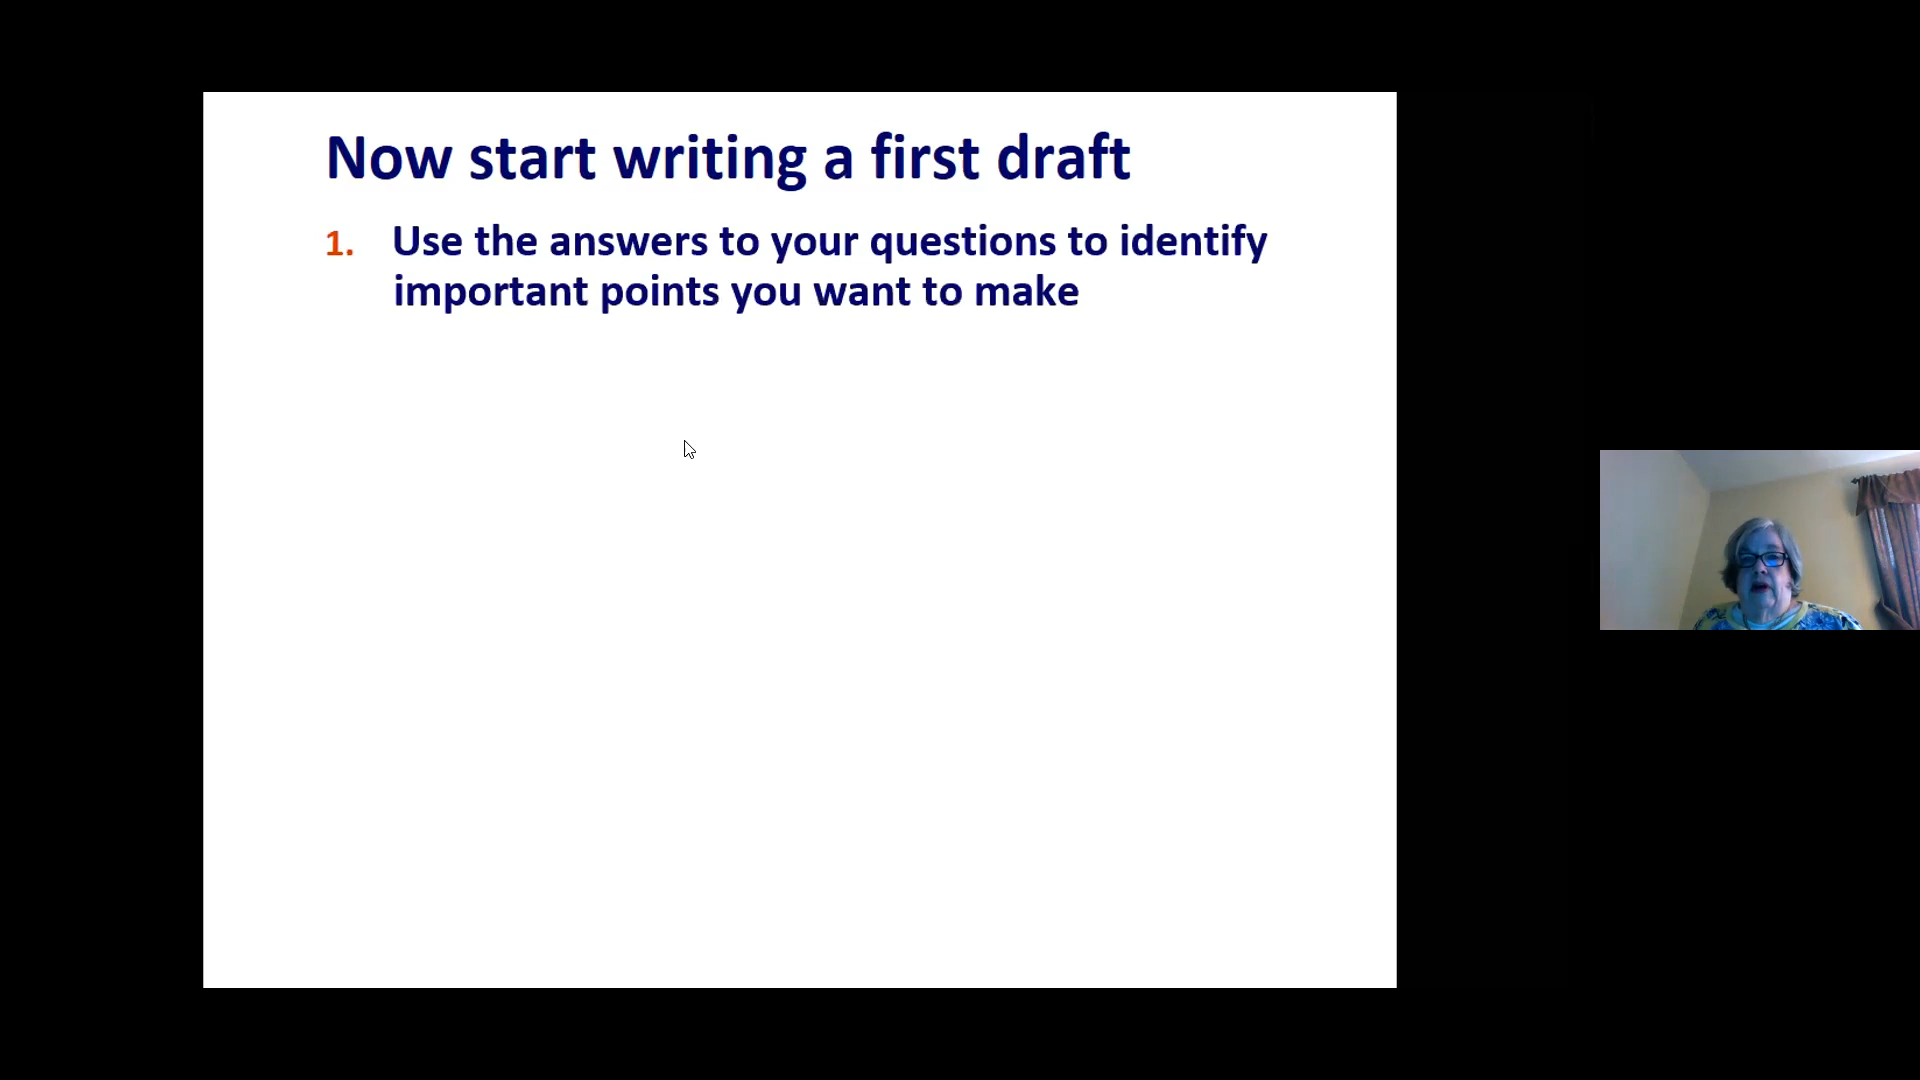 Now start writing a first draft
1. Use the answers to your questions to identify
important points you want to make